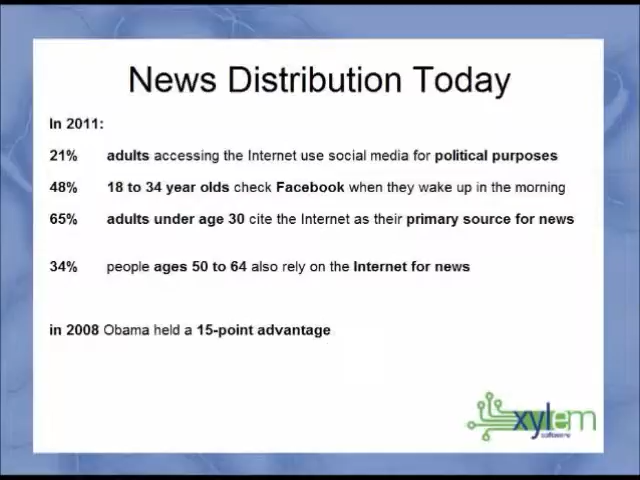 News Distribution Today
In 2011:
21% adults accessing the Internet use social media for political purposes
48% 18 to 34 year olds check Facebook when they wake up in the morning
65% adults under age 30 cite the Internet as their primary source for news
34% people ages 50 to 64 also rely on the Internet for news
in 2008 Obama held a 15-point advantage
xylem
software